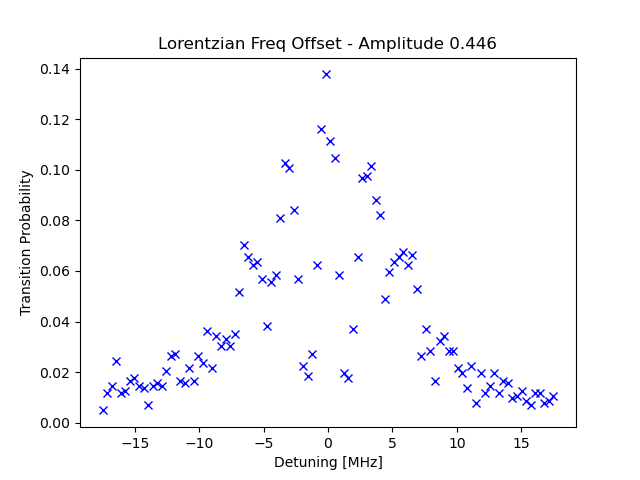 Lorentzian Freq Offset - Amplitude 0.446
Transition Probability
0.14
0.12
0.10
0.08
0.06
0.04
0.02
0.00
−15 −10 −5 0 5 10 15
Detuning [MHz]